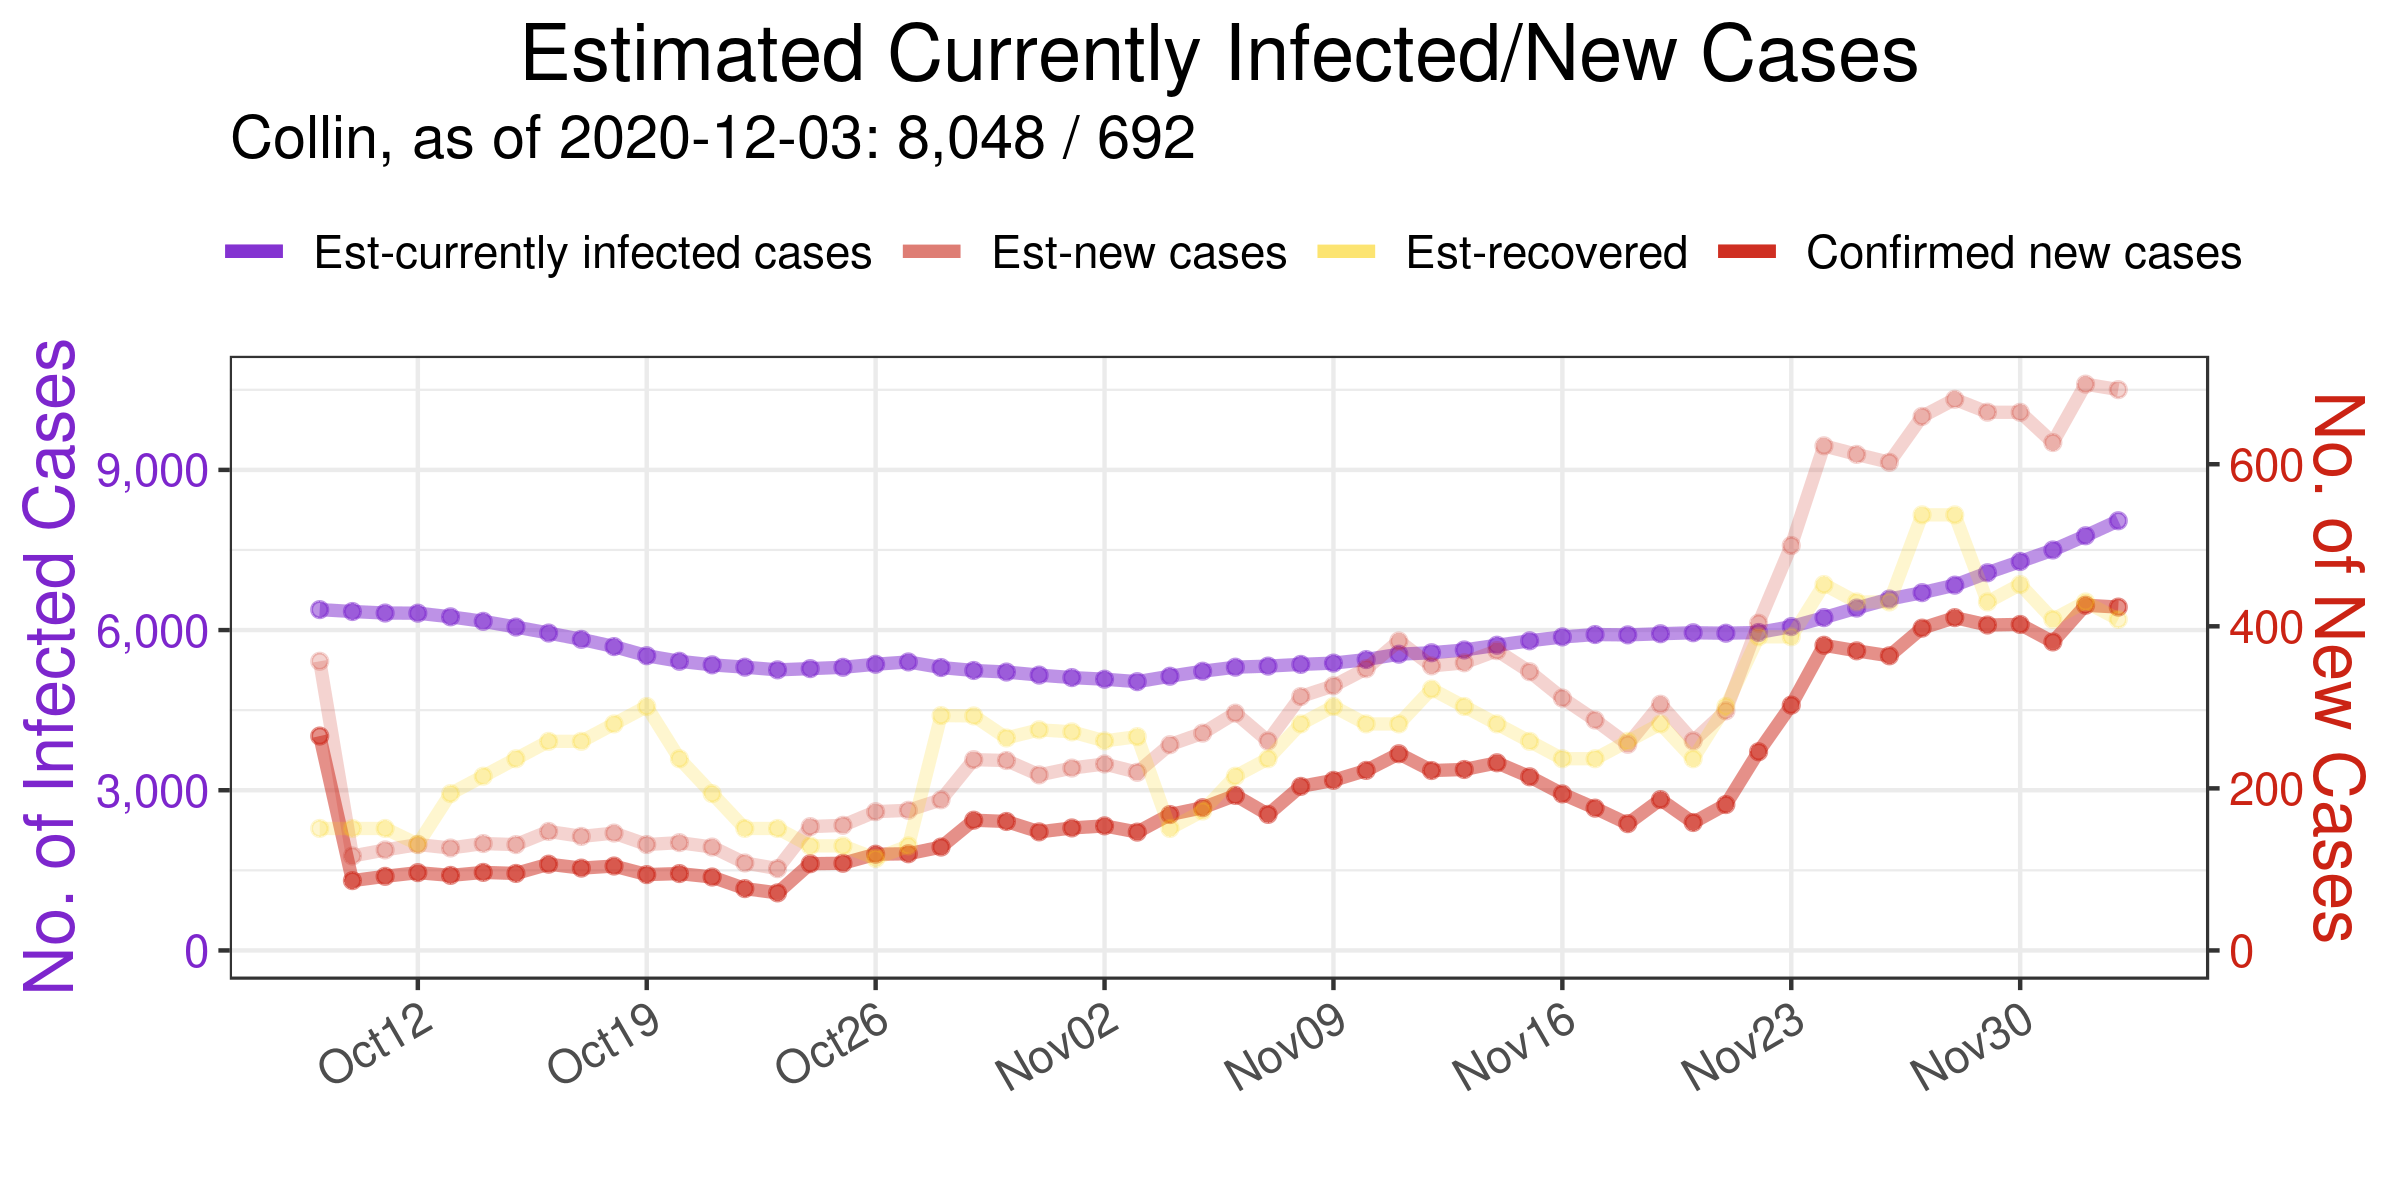 Estimated Currently Infected/New Cases
Collin, as of 2020-12-03: 8,048 / 692
Est-currently infected cases Est-new cases Est-recovered Confirmed new cases
No. of Infected Cases
9,000
6,000
3,000
0
600
400
200
0
No. of New Cases
Oct12 Oct19 Oct26 Nov02 Nov09 Nov16 Nov23 Nov30